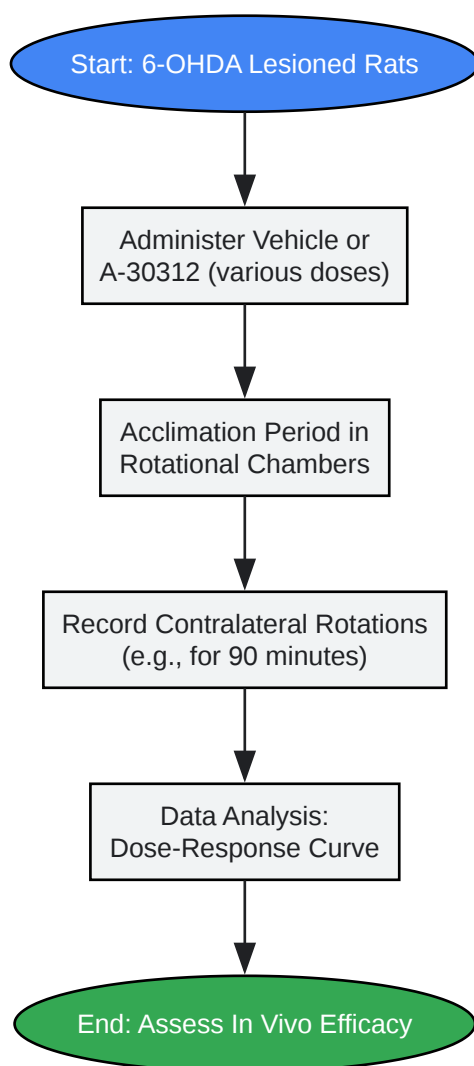 Start: 6-OHDA Lesioned Rats
Administer Vehicle or
A-30312 (various doses)
Acclimation Period in
Rotational Chambers
Record Contralateral Rotations
(e.g., for 90 minutes)
Data Analysis:
Dose-Response Curve
End: Assess In Vivo Efficacy